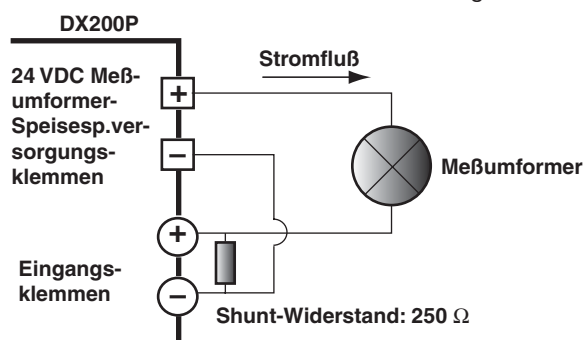 DX200P
Stromfluß
24 VDC Meß-
umformer-
Speisesp.ver-
sorgungs-
klemmen
+
−
Meßumformer
+
Eingangs-
klemmen
−
Shunt-Widerstand: 250 Ω